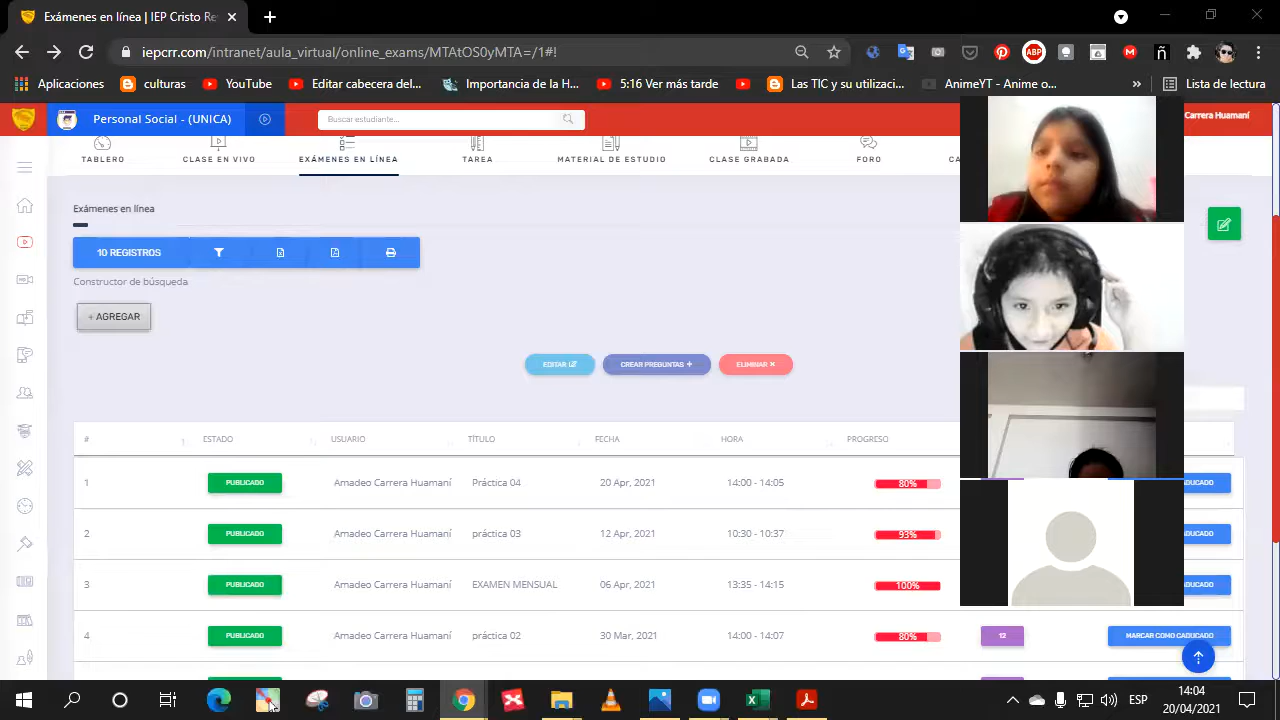 Exámenes en línea | IEP Cristo Re
iepcrr.com/intranet/aula_virtual/online_exams/MTAtOS0yMTA=/1#!
Aplicaciones culturas YouTube Editar cabecera del... Importancia de la H... 5:16 Ver más tarde Las TIC y su utilizaci... AnimeYT - Anime o... » Lista de lectura
Personal Social - (UNICA) Buscar estudiante... Carrera Huamaní
TABLERO CLASE EN VIVO EXÁMENES EN LÍNEA TAREA MATERIAL DE ESTUDIO CLASE GRABADA FORO CA
Exámenes en línea
10 REGISTROS
Constructor de búsqueda
+ AGREGAR
EDITAR CREAR PREGUNTAS + ELIMINAR ×
# ESTADO USUARIO TÍTULO FECHA HORA PROGRESO
1 PUBLICADO Amadeo Carrera Huamaní Práctica 04 20 Apr, 2021 14:00 - 14:05 80% ADUCADO
2 PUBLICADO Amadeo Carrera Huamaní práctica 03 12 Apr, 2021 10:30 - 10:37 93% ADUCADO
3 PUBLICADO Amadeo Carrera Huamaní EXAMEN MENSUAL 06 Apr, 2021 13:35 - 14:15 100% ADUCADO
4 PUBLICADO Amadeo Carrera Huamaní práctica 02 30 Mar, 2021 14:00 - 14:07 80% 12 MARCAR COMO CADUCADO
ESP 14:04
20/04/2021